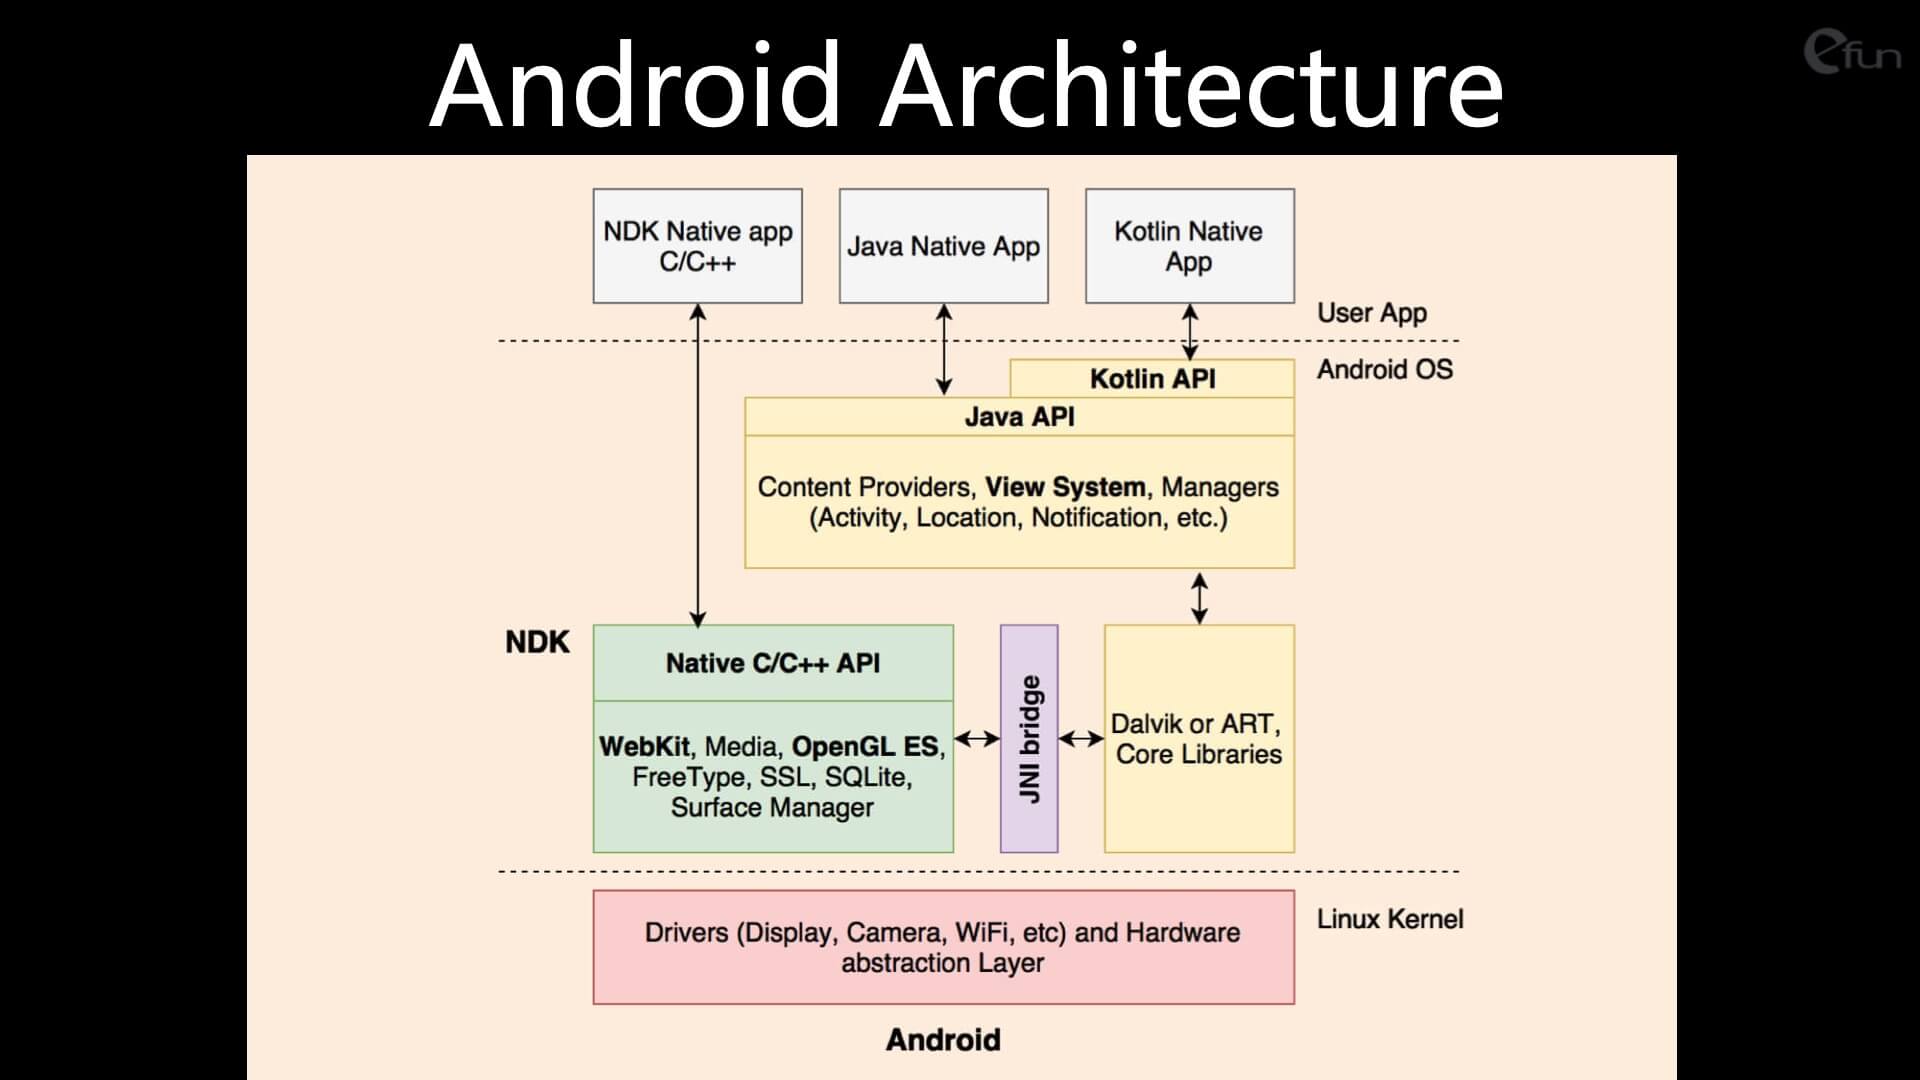 Android Architecture
efun
NDK Native app
C/C++
Java Native App
Kotlin Native
App
User App
Android OS
Kotlin API
Java API
Content Providers, View System, Managers
(Activity, Location, Notification, etc.)
NDK
Native C/C++ API
WebKit, Media, OpenGL ES,
FreeType, SSL, SQLite,
Surface Manager
JNI bridge
Dalvik or ART,
Core Libraries
Drivers (Display, Camera, WiFi, etc) and Hardware
abstraction Layer
Linux Kernel
Android